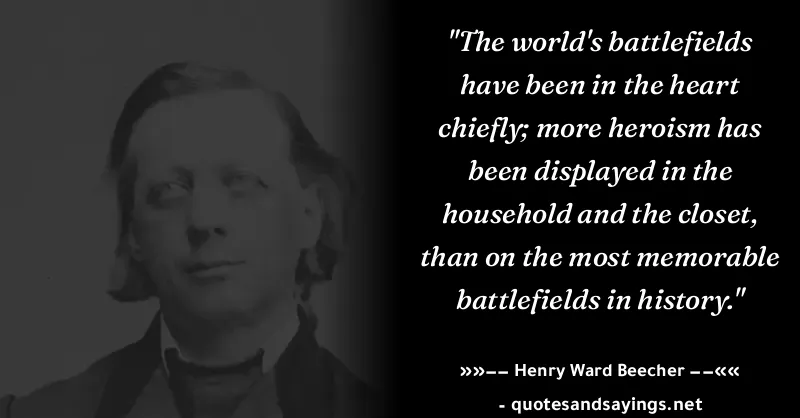 "The world's battlefields
have been in the heart
chiefly; more heroism has
been displayed in the
household and the closet,
than on the most memorable
battlefields in history."
»»−− Henry Ward Beecher −−««
- quotesandsayings.net